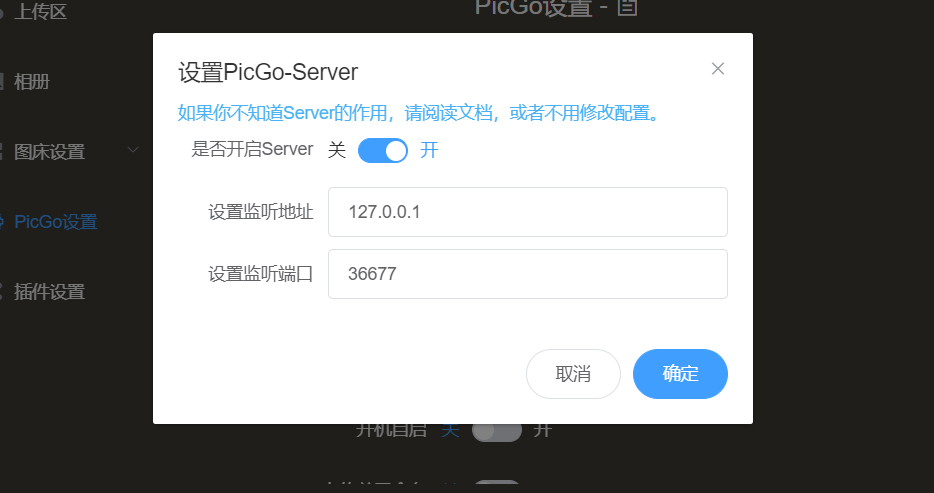 上传区
PicGo设置 -
设置PicGo-Server
如果你不知道Server的作用，请阅读文档，或者不用修改配置。
相册
是否开启Server 关 开
图床设置
设置监听地址 127.0.0.1
PicGo设置
设置监听端口 36677
插件设置
取消 确定
开机自启 关 开